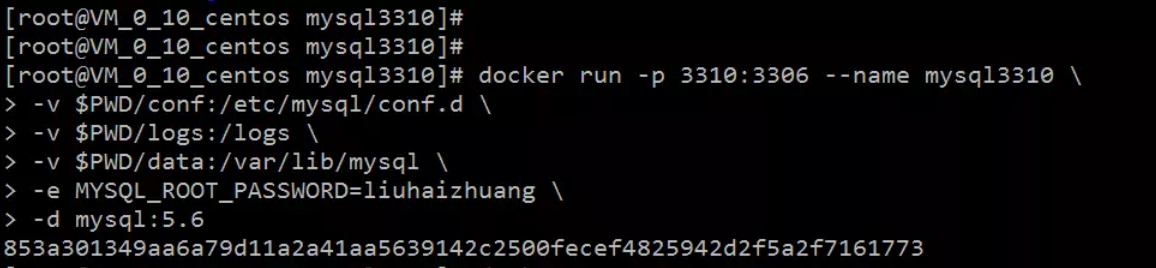 [root@VM_0_10_centos mysql3310]#
[root@VM_0_10_centos mysql3310]#
[root@VM_0_10_centos mysql3310]# docker run -p 3310:3306 --name mysql3310 \
> -v $PWD/conf:/etc/mysql/conf.d \
> -v $PWD/logs:/logs \
> -v $PWD/data:/var/lib/mysql \
> -e MYSQL_ROOT_PASSWORD=liuhaizhuang \
> -d mysql:5.6
853a301349aa6a79d11a2a41aa5639142c2500fecef4825942d2f5a2f7161773